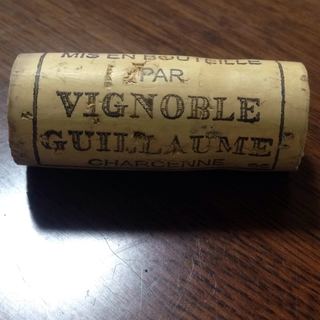 MIS EN BOUTEILLE
PAR
VIGNOBLE
GUILLAUME
CHARCENNE